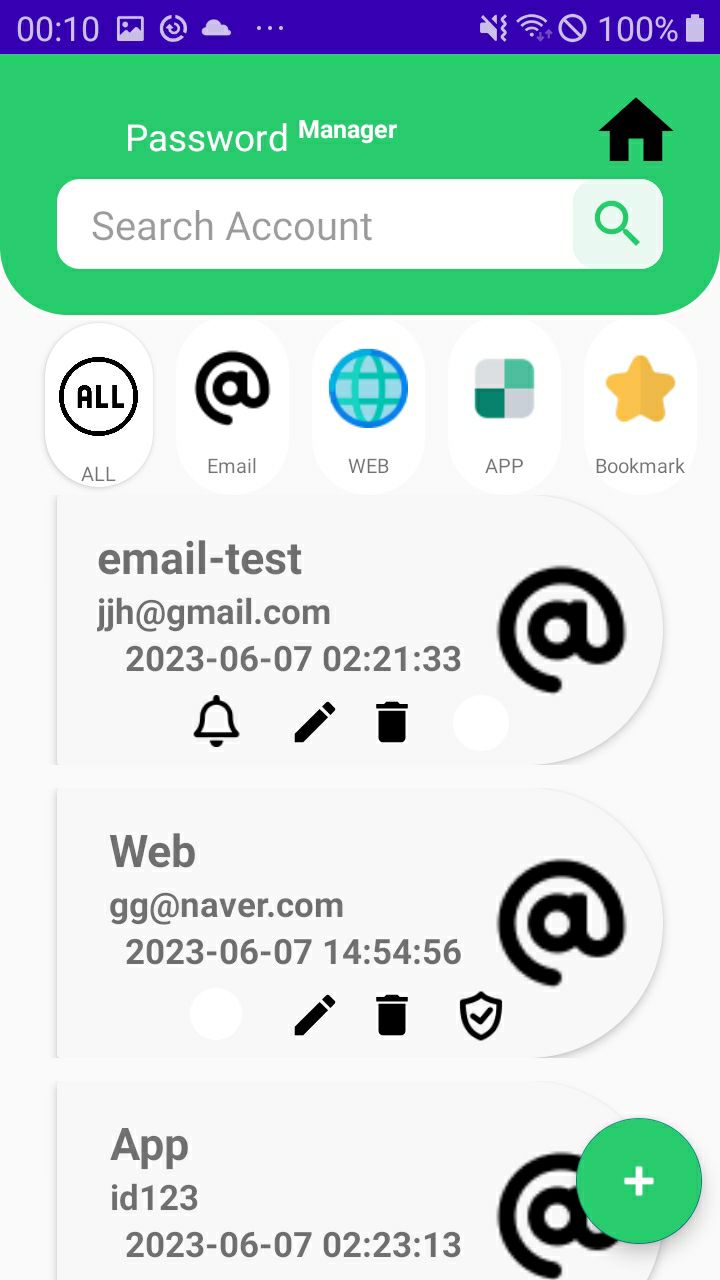 00:10 ... 100%
Password Manager
Search Account
ALL
ALL Email WEB APP Bookmark
email-test
jjh@gmail.com
2023-06-07 02:21:33
Web
gg@naver.com
2023-06-07 14:54:56
App
id123
2023-06-07 02:23:13